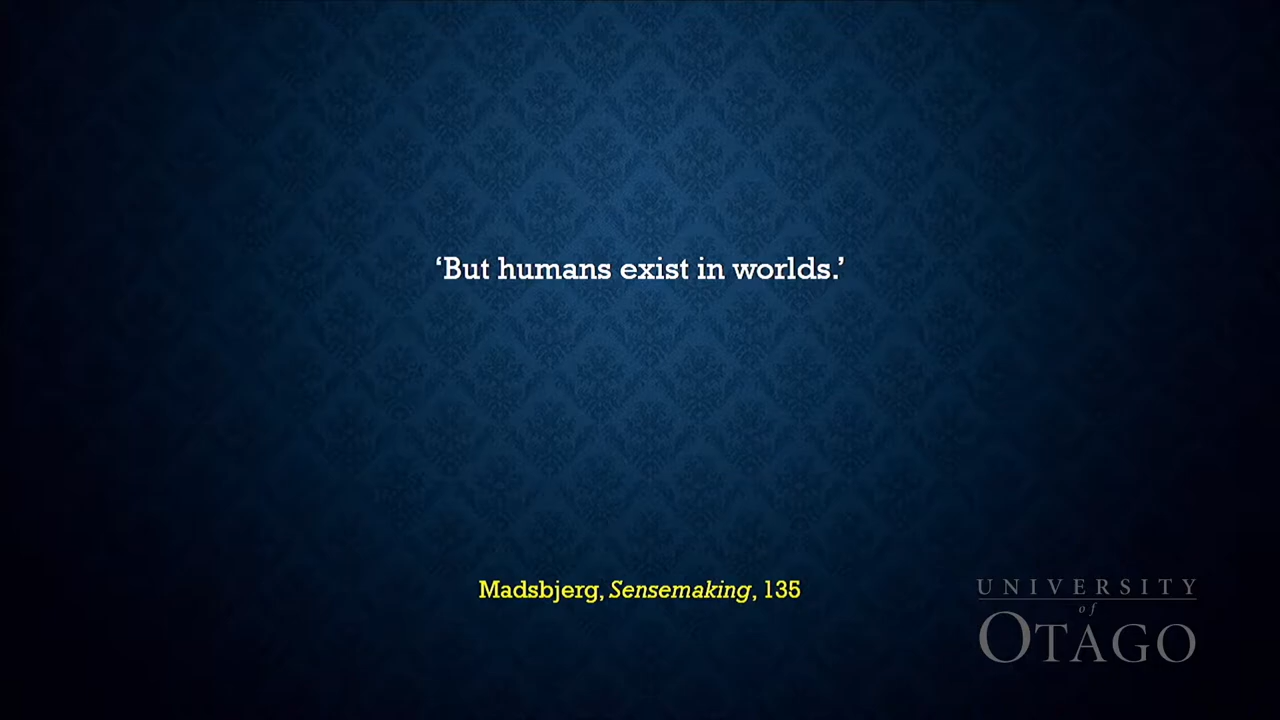 ‘But humans exist in worlds.’
Madsbjerg, Sensemaking, 135
UNIVERSITY
of
OTAGO